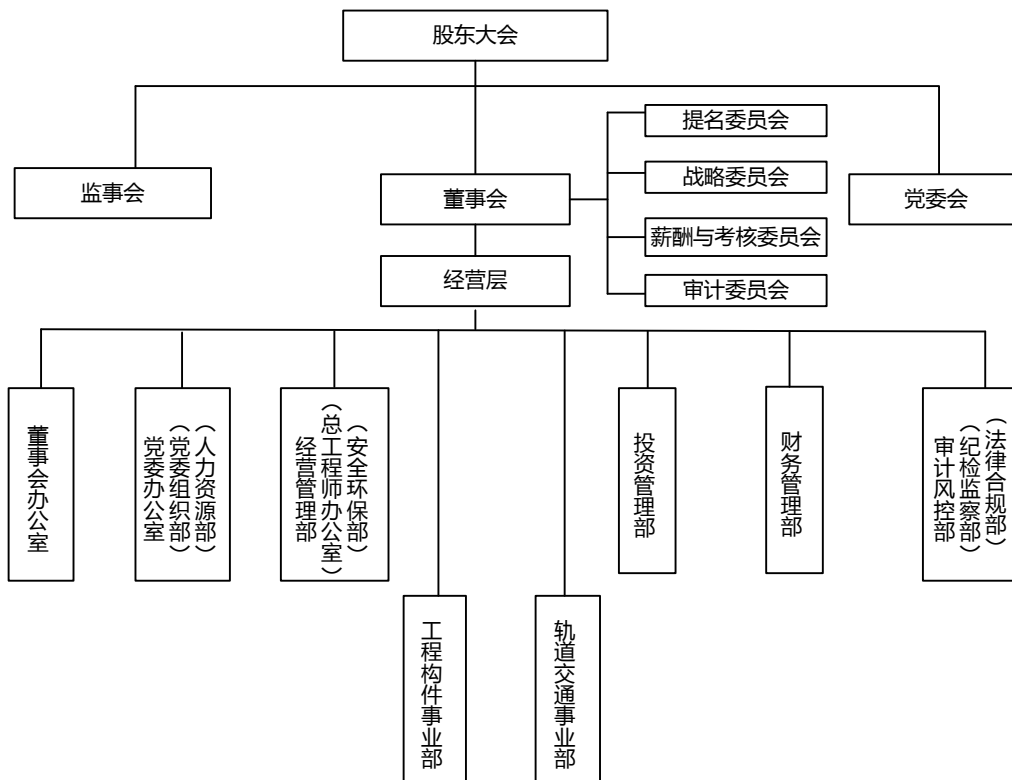 股东大会
提名委员会
战略委员会
监事会
董事会
党委会
薪酬与考核委员会
经营层
审计委员会
董事会办公室
党委办公室
（党委组织部）
（人力资源部）
经营管理部
（总工程师办公室）
（安全环保部）
投资管理部
财务管理部
审计风控部
（纪检监察部）
（法律合规部）
工程构件事业部
轨道交通事业部